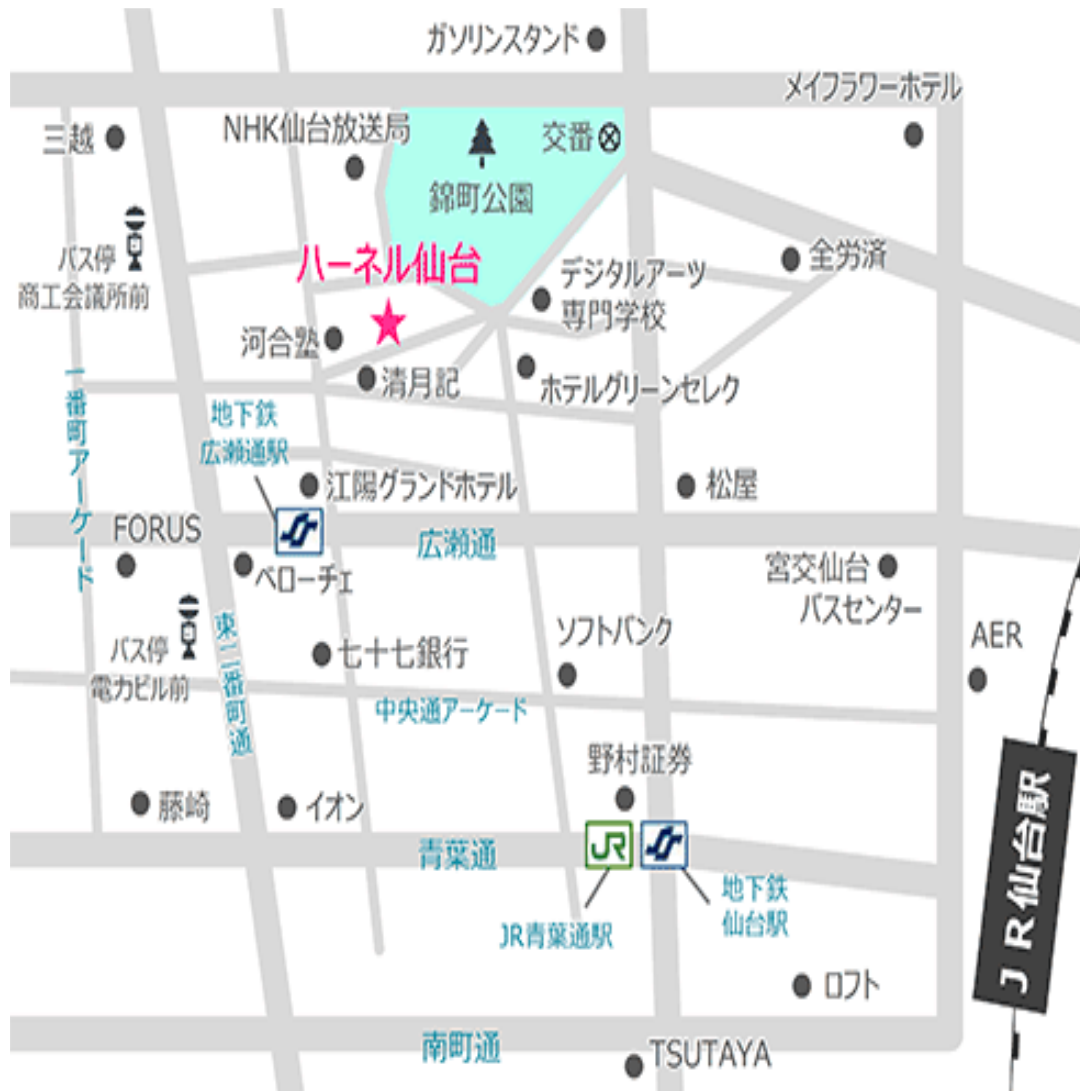 ガソリンスタンド
メイフラワーホテル
三越
NHK仙台放送局
交番
錦町公園
バス停
商工会議所前
ハーネル仙台
デジタルアーツ
専門学校
全労済
河合塾
清月記
ホテルグリーンセレク
一番町アーケード
地下鉄
広瀬通駅
江陽グランドホテル
松屋
FORUS
広瀬通
ベローチェ
宮交仙台
バスセンター
バス停
電力ビル前
東二番町通
七十七銀行
ソフトバンク
AER
中央通アーケード
野村証券
藤崎
イオン
青葉通
JR
地下鉄
仙台駅
JR青葉通駅
JR仙台駅
ロフト
南町通
TSUTAYA